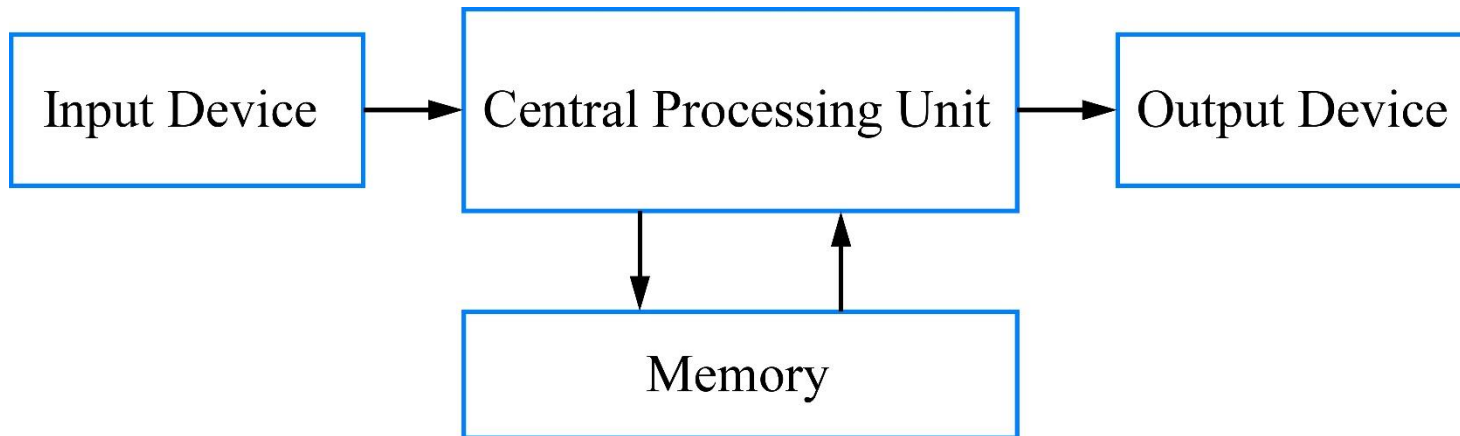 Input Device
Central Processing Unit
Output Device
Memory